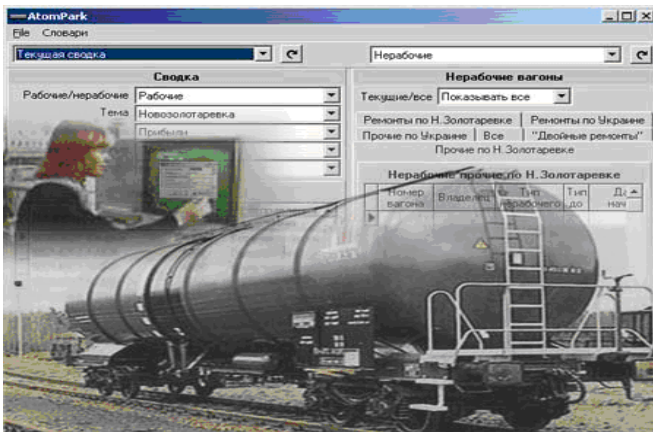 AtomPark
File Словари
Текущая сводка Нерабочие
Сводка Нерабочие вагоны
Рабочие/нерабочие Рабочие Текущие/все Показывать все
Тема Новозолотаревка Ремонты по Н.Золотаревке Ремонты по Украине
Прибыли Прочие по Украине Все "Двойные ремонты"
Прочие по Н.Золотаревке
Нерабочие прочие по Н.Золотаревке
Номер вагона Владелец Тип нерабочего Тип до нач